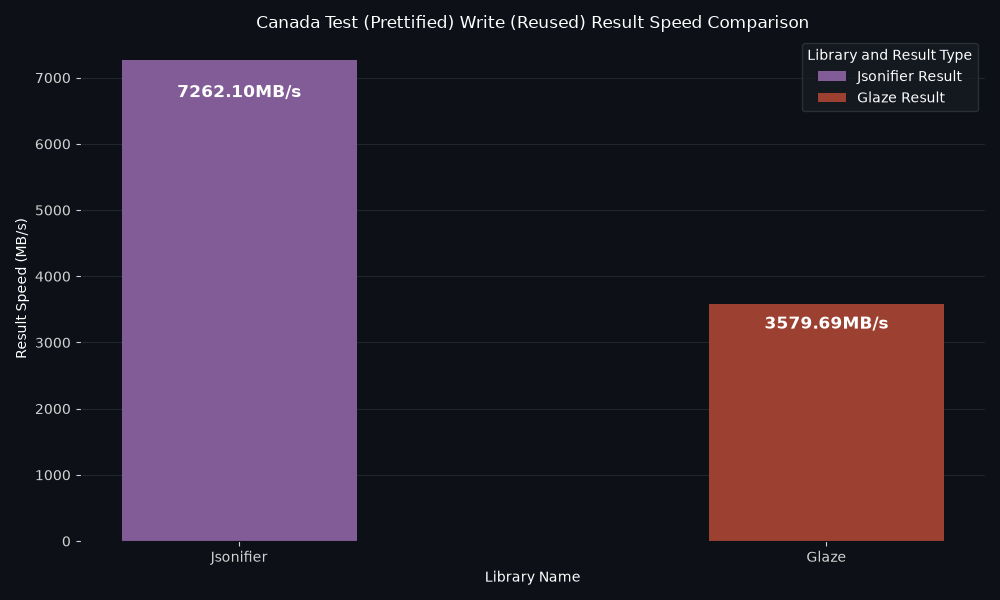 Canada Test (Prettified) Write (Reused) Result Speed Comparison
Library and Result Type
Jsonifier Result
Glaze Result
7262.10MB/s
3579.69MB/s
7000
6000
5000
4000
3000
2000
1000
0
Result Speed (MB/s)
Jsonifier
Glaze
Library Name